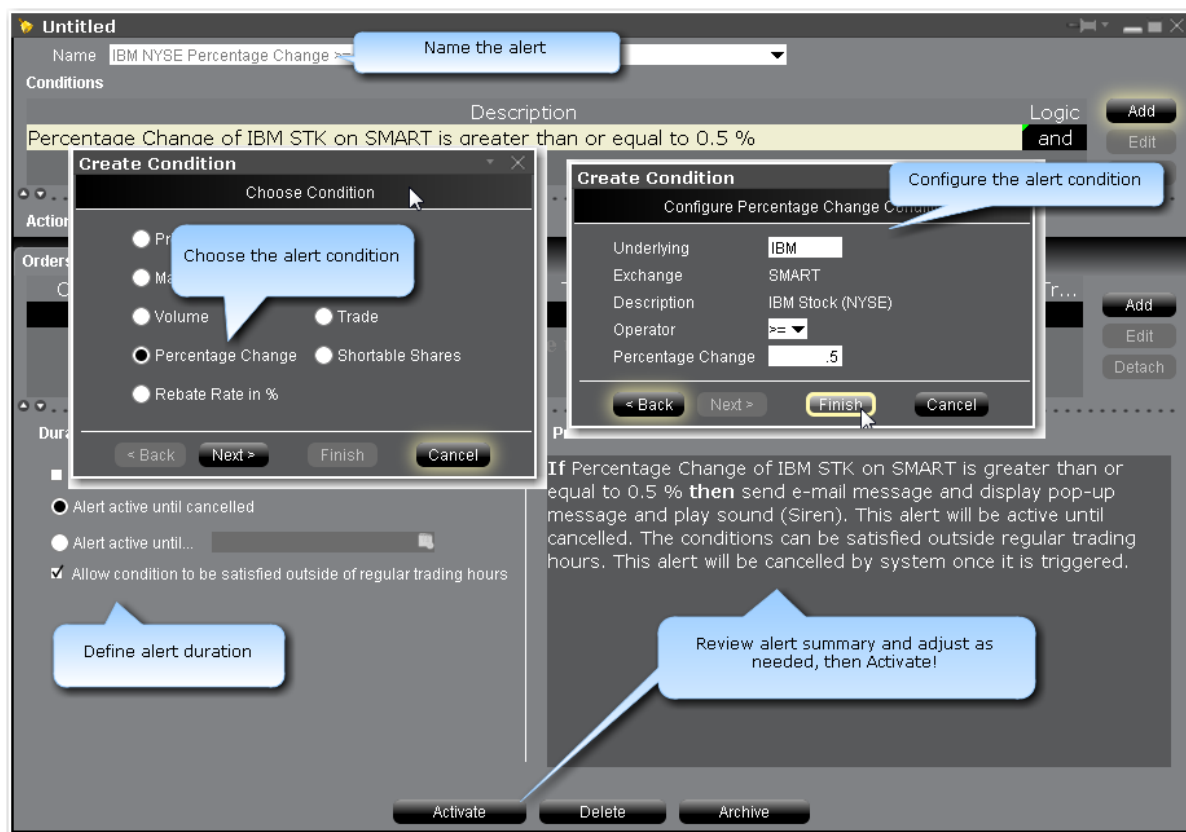 Untitled
Name IBM NYSE Percentage Change >=
Name the alert
Conditions
Description Logic Add
Percentage Change of IBM STK on SMART is greater than or equal to 0.5 % and Edit
Create Condition
Choose Condition
Choose the alert condition
Volume Trade
Percentage Change Shortable Shares
Rebate Rate in %
< Back Next > Finish Cancel
Create Condition
Configure the alert condition
Configure Percentage Change
Underlying IBM
Exchange SMART
Description IBM Stock (NYSE)
Operator >=
Percentage Change .5
< Back Next > Finish Cancel
Orders
Tr...
Add
Edit
Detach
Alert active until cancelled
Alert active until...
Allow condition to be satisfied outside of regular trading hours
Define alert duration
If Percentage Change of IBM STK on SMART is greater than or
equal to 0.5 % then send e-mail message and display pop-up
message and play sound (Siren). This alert will be active until
cancelled. The conditions can be satisfied outside regular trading
hours. This alert will be cancelled by system once it is triggered.
Review alert summary and adjust as
needed, then Activate!
Activate Delete Archive